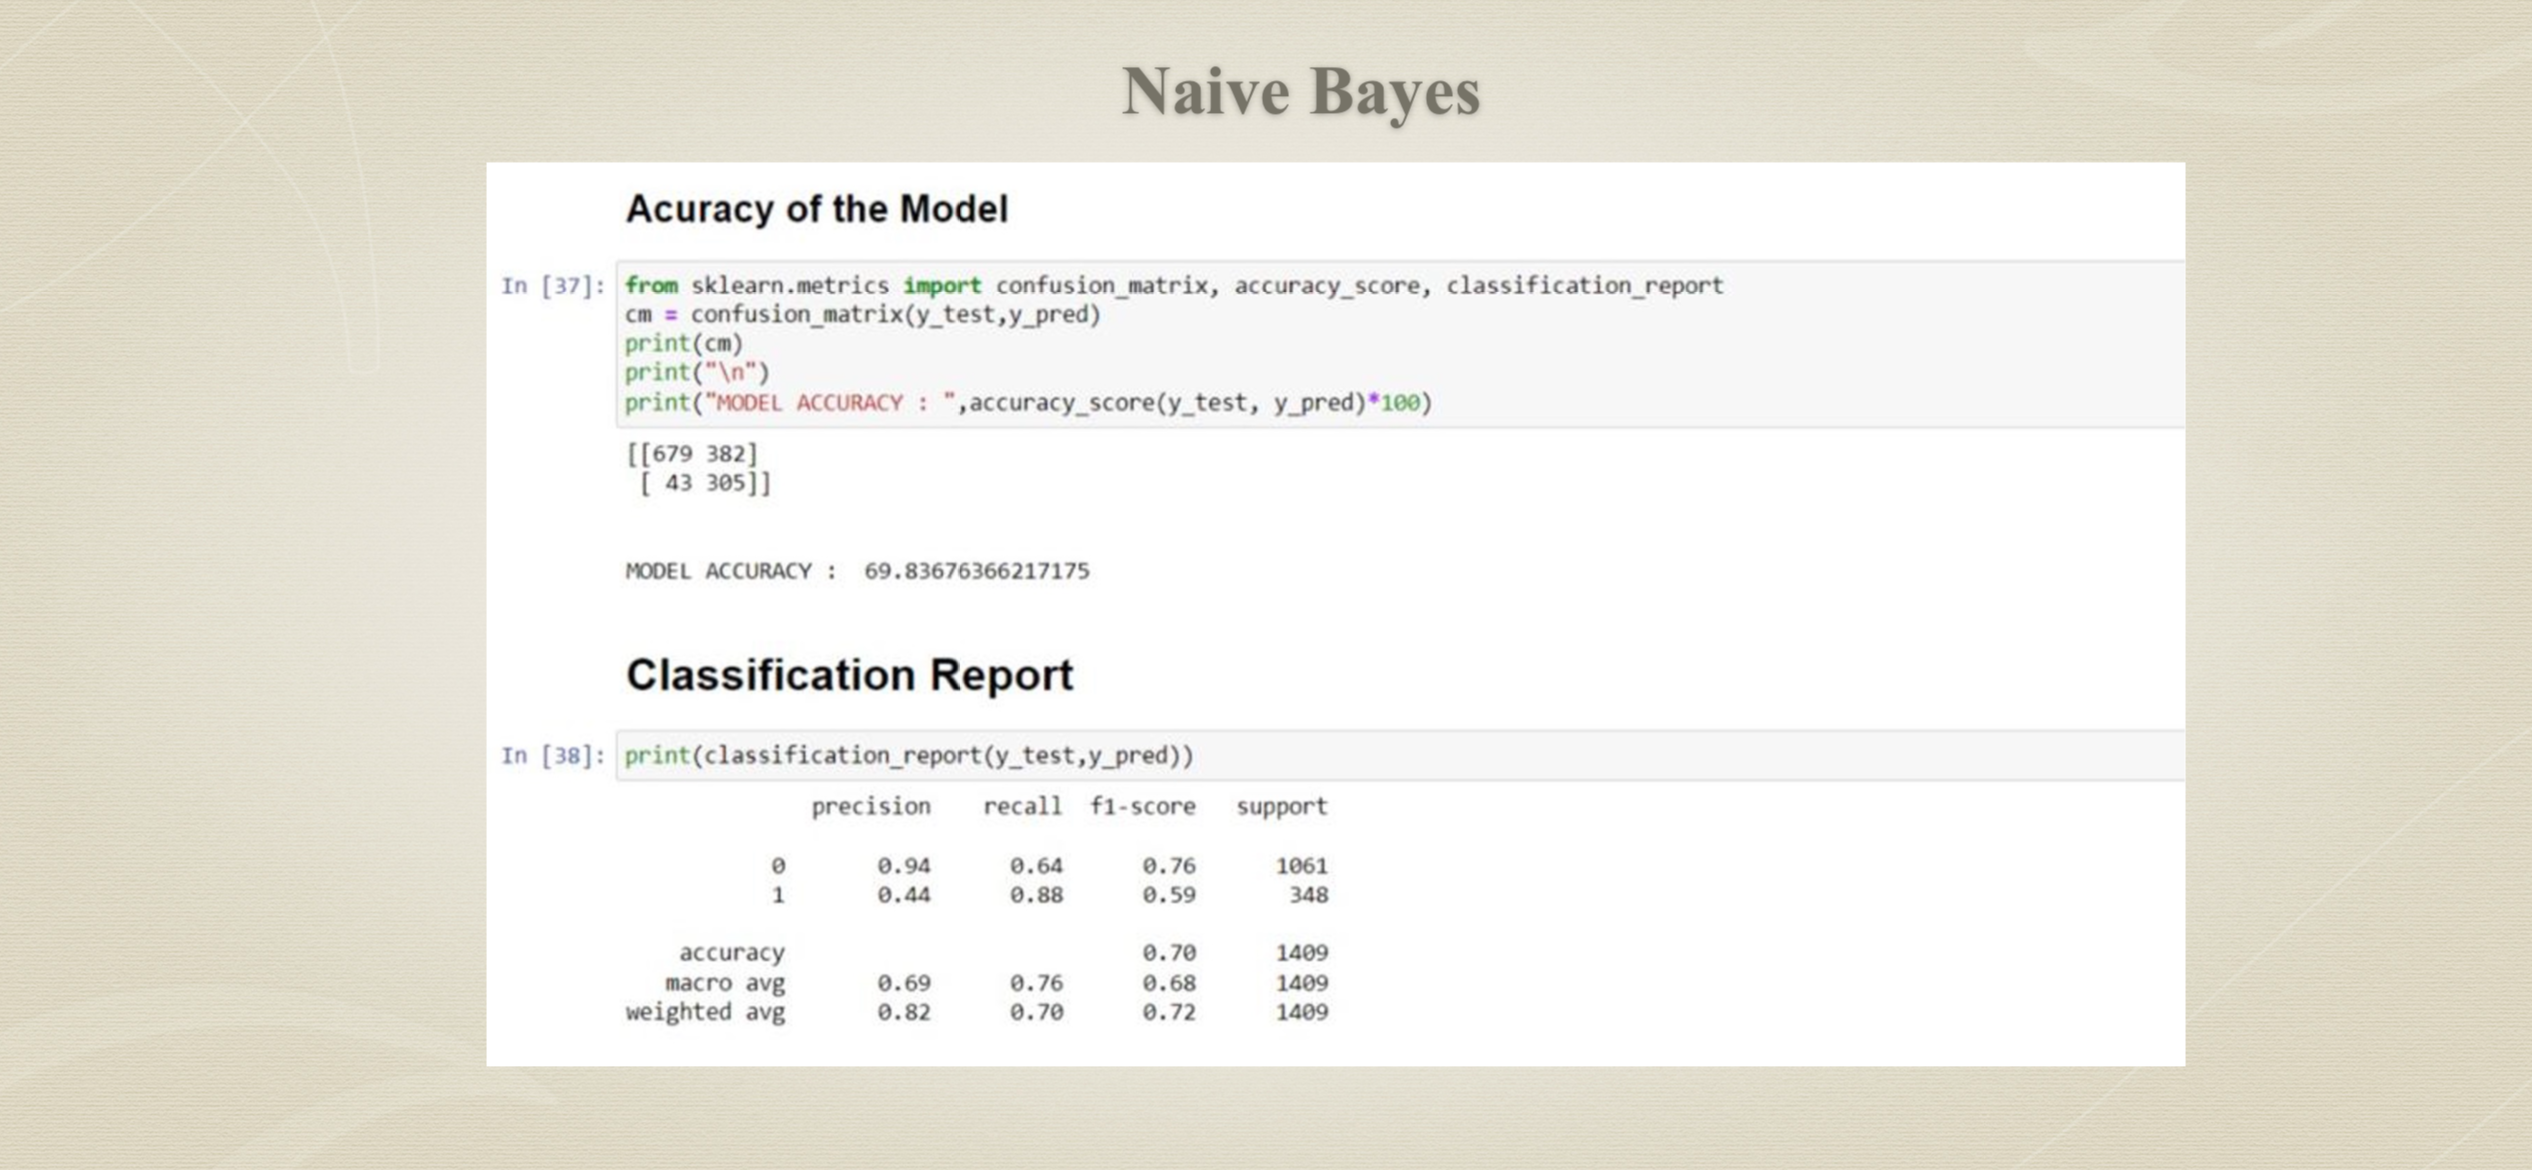 Naive Bayes
Acuracy of the Model
In [37]: from sklearn.metrics import confusion_matrix, accuracy_score, classification_report
cm = confusion_matrix(y_test,y_pred)
print(cm)
print("\n")
print("MODEL ACCURACY : ",accuracy_score(y_test, y_pred)*100)
[[679 382]
[ 43 305]]
MODEL ACCURACY :  69.83676366217175
Classification Report
In [38]: print(classification_report(y_test,y_pred))
precision recall f1-score support
0 0.94 0.64 0.76 1061
1 0.44 0.88 0.59 348
accuracy 0.70 1409
macro avg 0.69 0.76 0.68 1409
weighted avg 0.82 0.70 0.72 1409